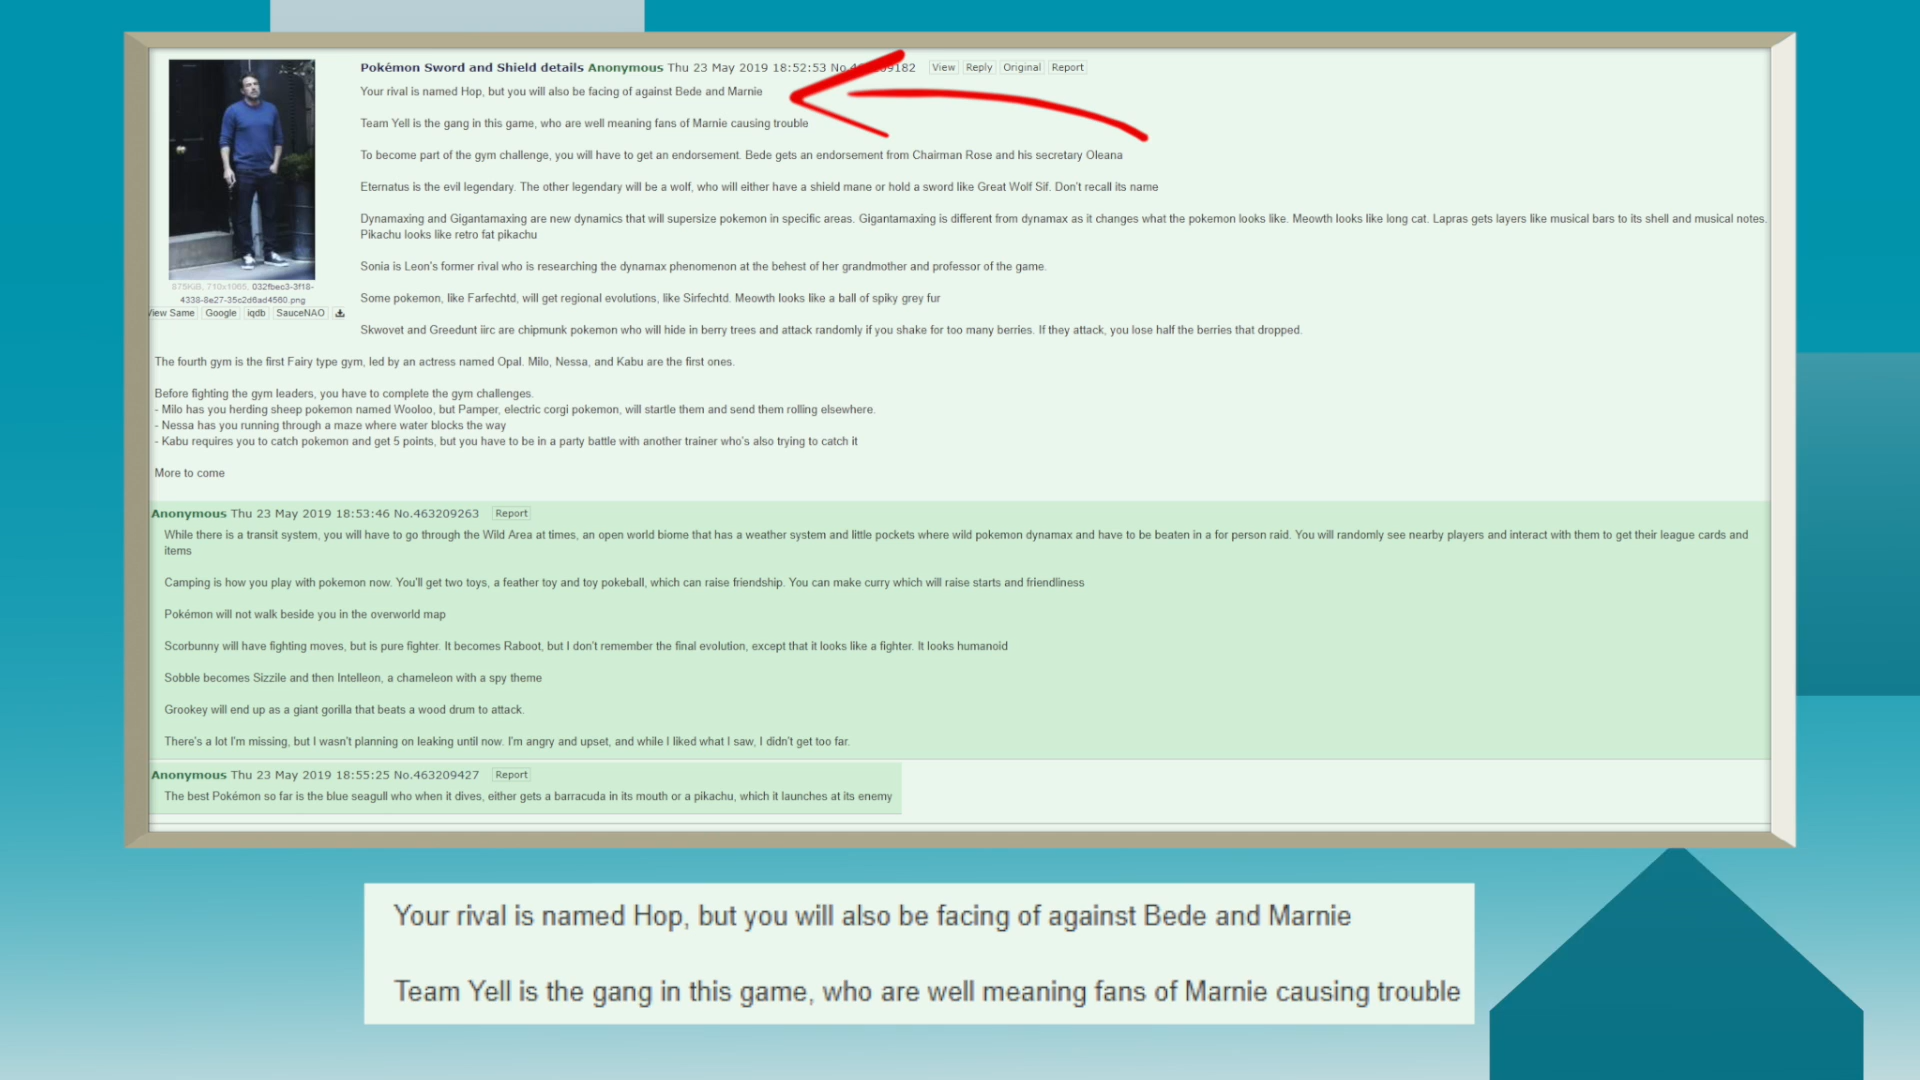 Pokémon Sword and Shield details Anonymous Thu 23 May 2019 18:52:53 No.4 9182 View Reply Original Report
Your rival is named Hop, but you will also be facing of against Bede and Marnie
Team Yell is the gang in this game, who are well meaning fans of Marnie causing trouble
To become part of the gym challenge, you will have to get an endorsement. Bede gets an endorsement from Chairman Rose and his secretary Oleana
Eternatus is the evil legendary. The other legendary will be a wolf, who will either have a shield mane or hold a sword like Great Wolf Sif. Don't recall its name
Dynamaxing and Gigantamaxing are new dynamics that will supersize pokemon in specific areas. Gigantamaxing is different from dynamax as it changes what the pokemon looks like. Meowth looks like long cat. Lapras gets layers like musical bars to its shell and musical notes.
Pikachu looks like retro fat pikachu
Sonia is Leon's former rival who is researching the dynamax phenomenon at the behest of her grandmother and professor of the game.
875KiB, 710x1065, 032fbec3-3f18-
4338-8e27-35c2d6ad4560.png
View Same Google iqdb SauceNAO
Some pokemon, like Farfechtd, will get regional evolutions, like Sirfechtd. Meowth looks like a ball of spiky grey fur
Skwovet and Greedunt iirc are chipmunk pokemon who will hide in berry trees and attack randomly if you shake for too many berries. If they attack, you lose half the berries that dropped.
The fourth gym is the first Fairy type gym, led by an actress named Opal. Milo, Nessa, and Kabu are the first ones.
Before fighting the gym leaders, you have to complete the gym challenges.
- Milo has you herding sheep pokemon named Wooloo, but Pamper, electric corgi pokemon, will startle them and send them rolling elsewhere.
- Nessa has you running through a maze where water blocks the way
- Kabu requires you to catch pokemon and get 5 points, but you have to be in a party battle with another trainer who's also trying to catch it
More to come
Anonymous Thu 23 May 2019 18:53:46 No.463209263 Report
While there is a transit system, you will have to go through the Wild Area at times, an open world biome that has a weather system and little pockets where wild pokemon dynamax and have to be beaten in a for person raid. You will randomly see nearby players and interact with them to get their league cards and
items
Camping is how you play with pokemon now. You'll get two toys, a feather toy and toy pokeball, which can raise friendship. You can make curry which will raise starts and friendliness
Pokémon will not walk beside you in the overworld map
Scorbunny will have fighting moves, but is pure fighter. It becomes Raboot, but I don't remember the final evolution, except that it looks like a fighter. It looks humanoid
Sobble becomes Sizzile and then Intelleon, a chameleon with a spy theme
Grookey will end up as a giant gorilla that beats a wood drum to attack.
There's a lot I'm missing, but I wasn't planning on leaking until now. I'm angry and upset, and while I liked what I saw, I didn't get too far.
Anonymous Thu 23 May 2019 18:55:25 No.463209427 Report
The best Pokémon so far is the blue seagull who when it dives, either gets a barracuda in its mouth or a pikachu, which it launches at its enemy
Your rival is named Hop, but you will also be facing of against Bede and Marnie
Team Yell is the gang in this game, who are well meaning fans of Marnie causing trouble